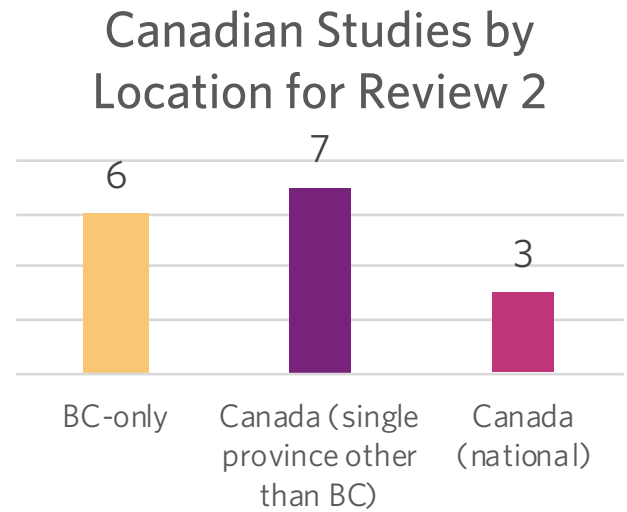 Canadian Studies by
Location for Review 2
7
6
3
BC-only
Canada (single
province other
than BC)
Canada
(national)